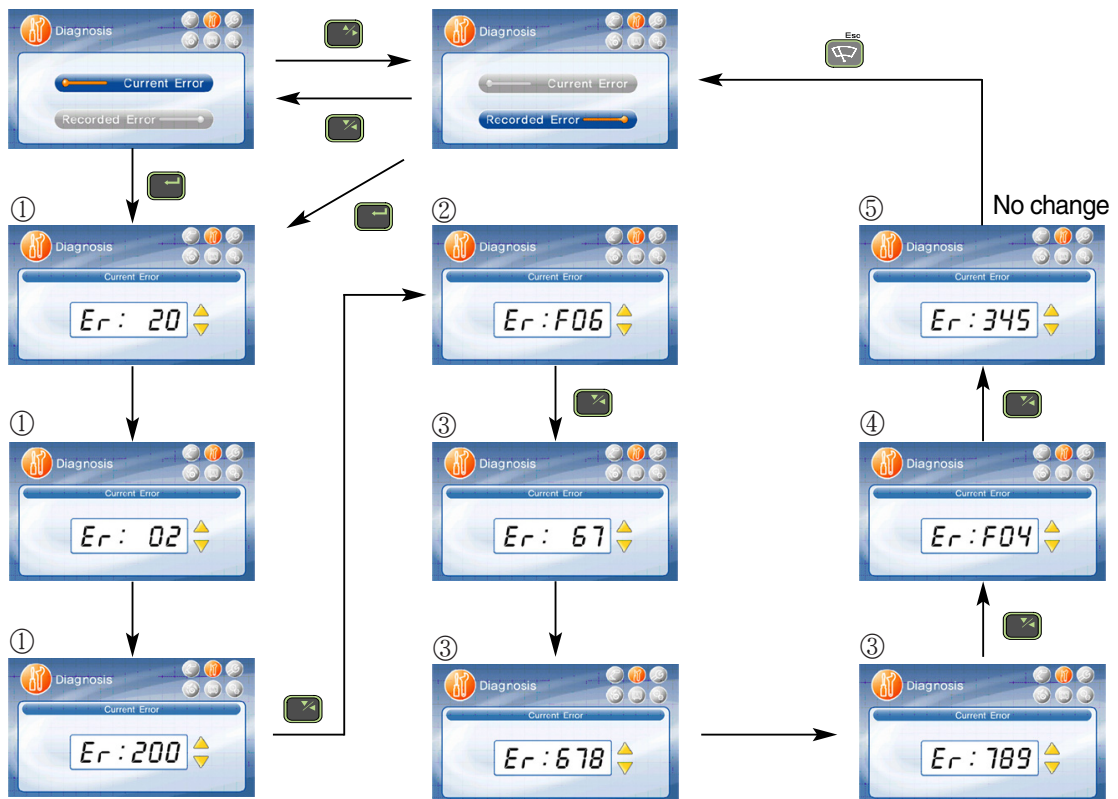 Diagnosis
Current Error
Recorded Error
Diagnosis
Current Error
Recorded Error
Esc
①
Diagnosis
Current Error
Er: 20
②
Diagnosis
Current Error
Er:F06
⑤
No change
Diagnosis
Current Error
Er:345
①
Diagnosis
Current Error
Er: 02
③
Diagnosis
Current Error
Er: 67
④
Diagnosis
Current Error
Er:F04
①
Diagnosis
Current Error
Er:200
③
Diagnosis
Current Error
Er:678
③
Diagnosis
Current Error
Er:789